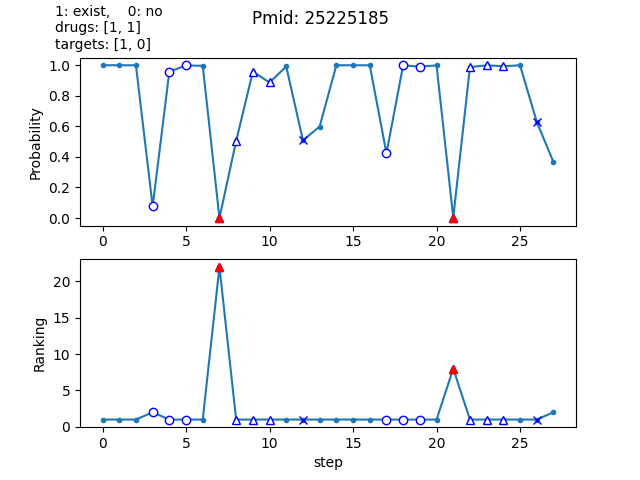 1: exist,    0: no
drugs: [1, 1]
targets: [1, 0]
Pmid: 25225185
Probability
1.0
0.8
0.6
0.4
0.2
0.0
0 5 10 15 20 25
Ranking
20
15
10
5
0
0 5 10 15 20 25
step